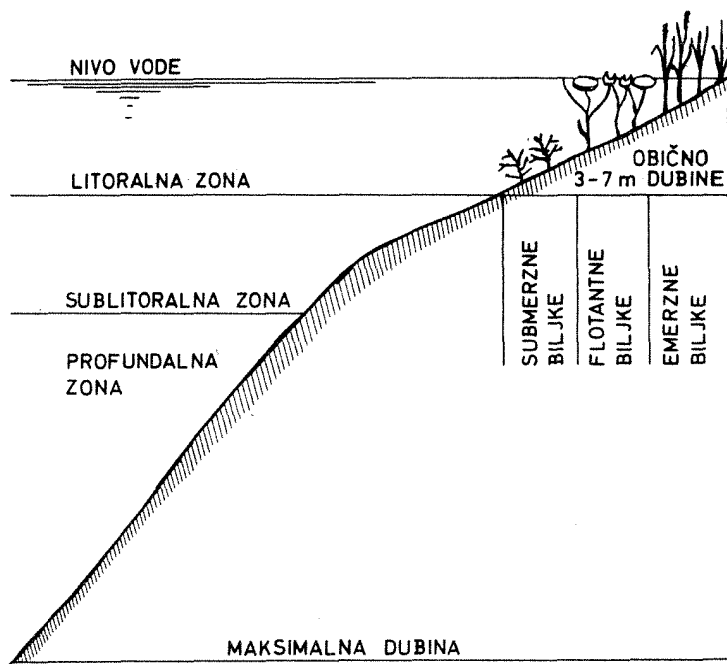 NIVO VODE
OBIČNO
3-7 m DUBINE
LITORALNA ZONA
SUBLITORALNA ZONA
PROFUNDALNA
ZONA
SUBMERZNE
BILJKE
FLOTANTNE
BILJKE
EMERZNE
BILJKE
MAKSIMALNA DUBINA